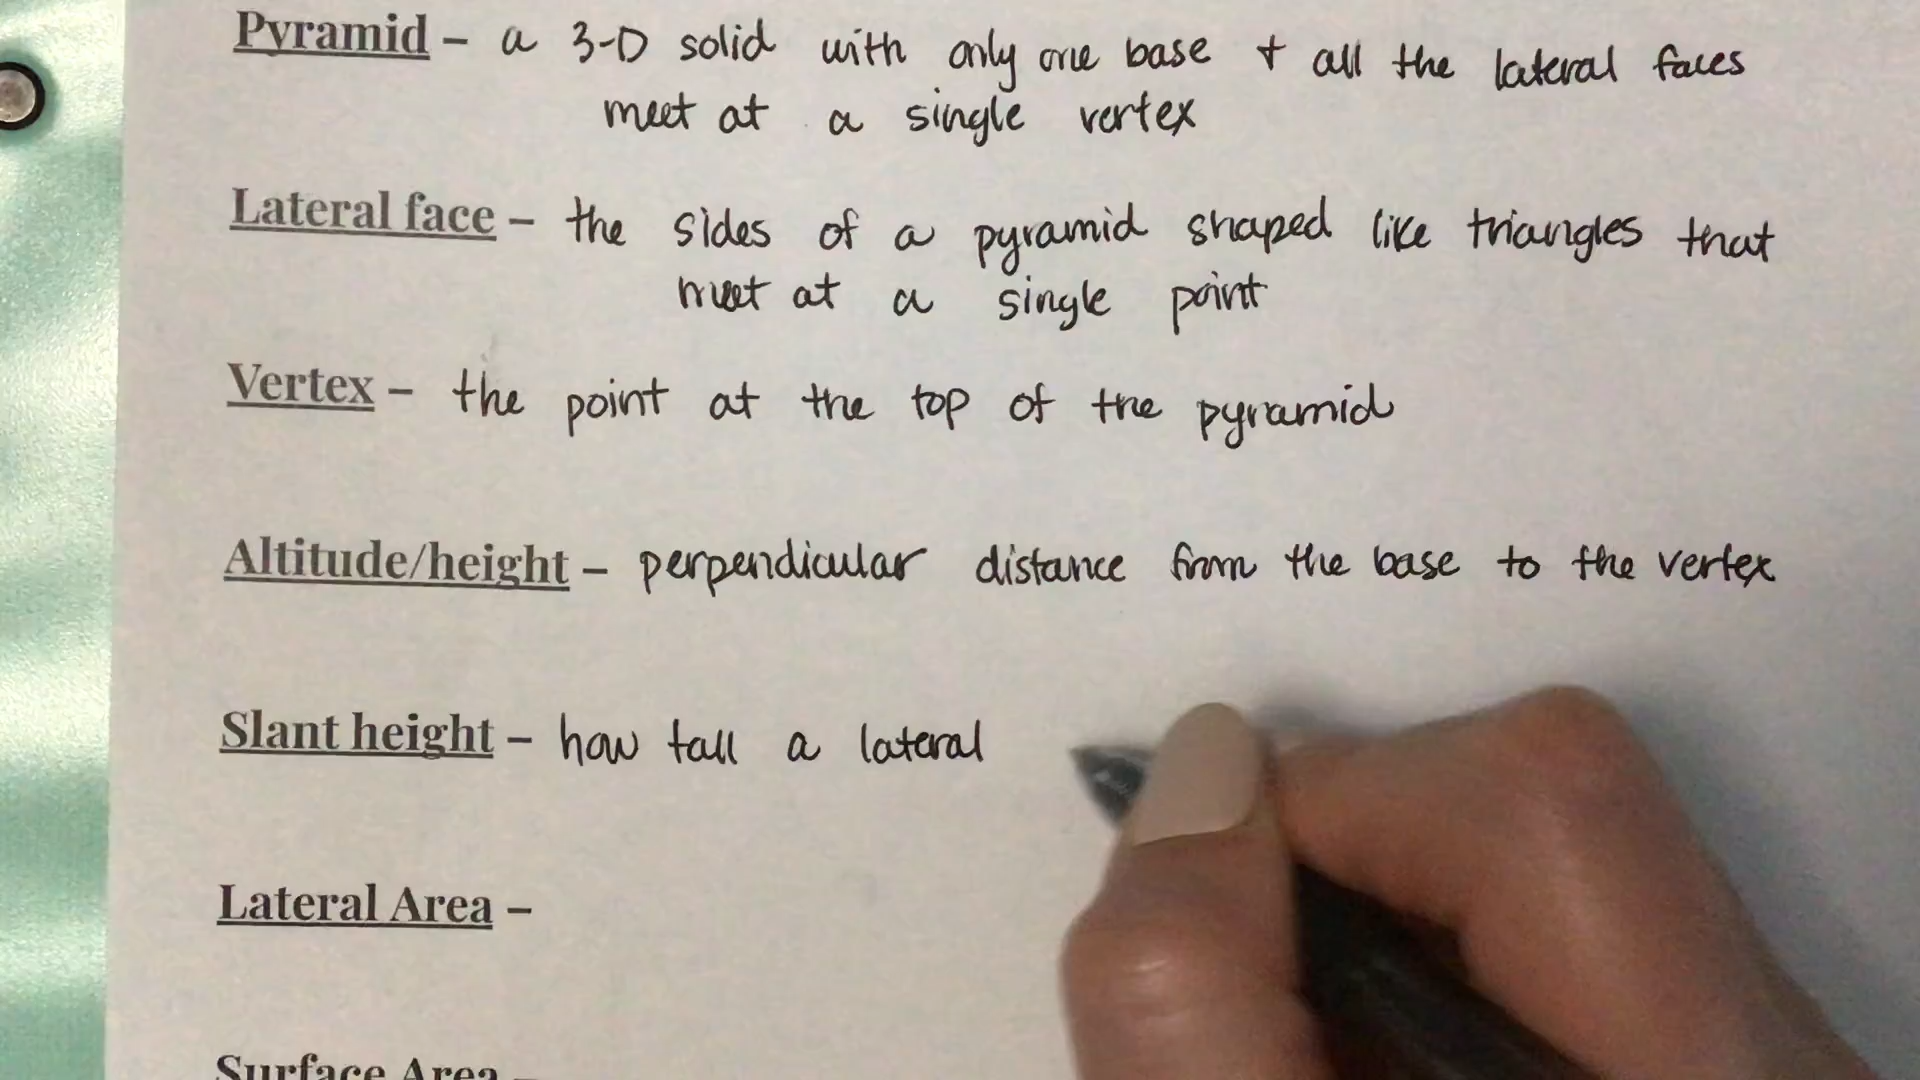 Pyramid – a 3-D solid with only one base + all the lateral faces
meet at a single vertex
Lateral face – the sides of a pyramid shaped like triangles that
meet at a single point
Vertex – the point at the top of the pyramid
Altitude/height – perpendicular distance from the base to the vertex
Slant height – how tall a lateral
Lateral Area –
Surface Area –